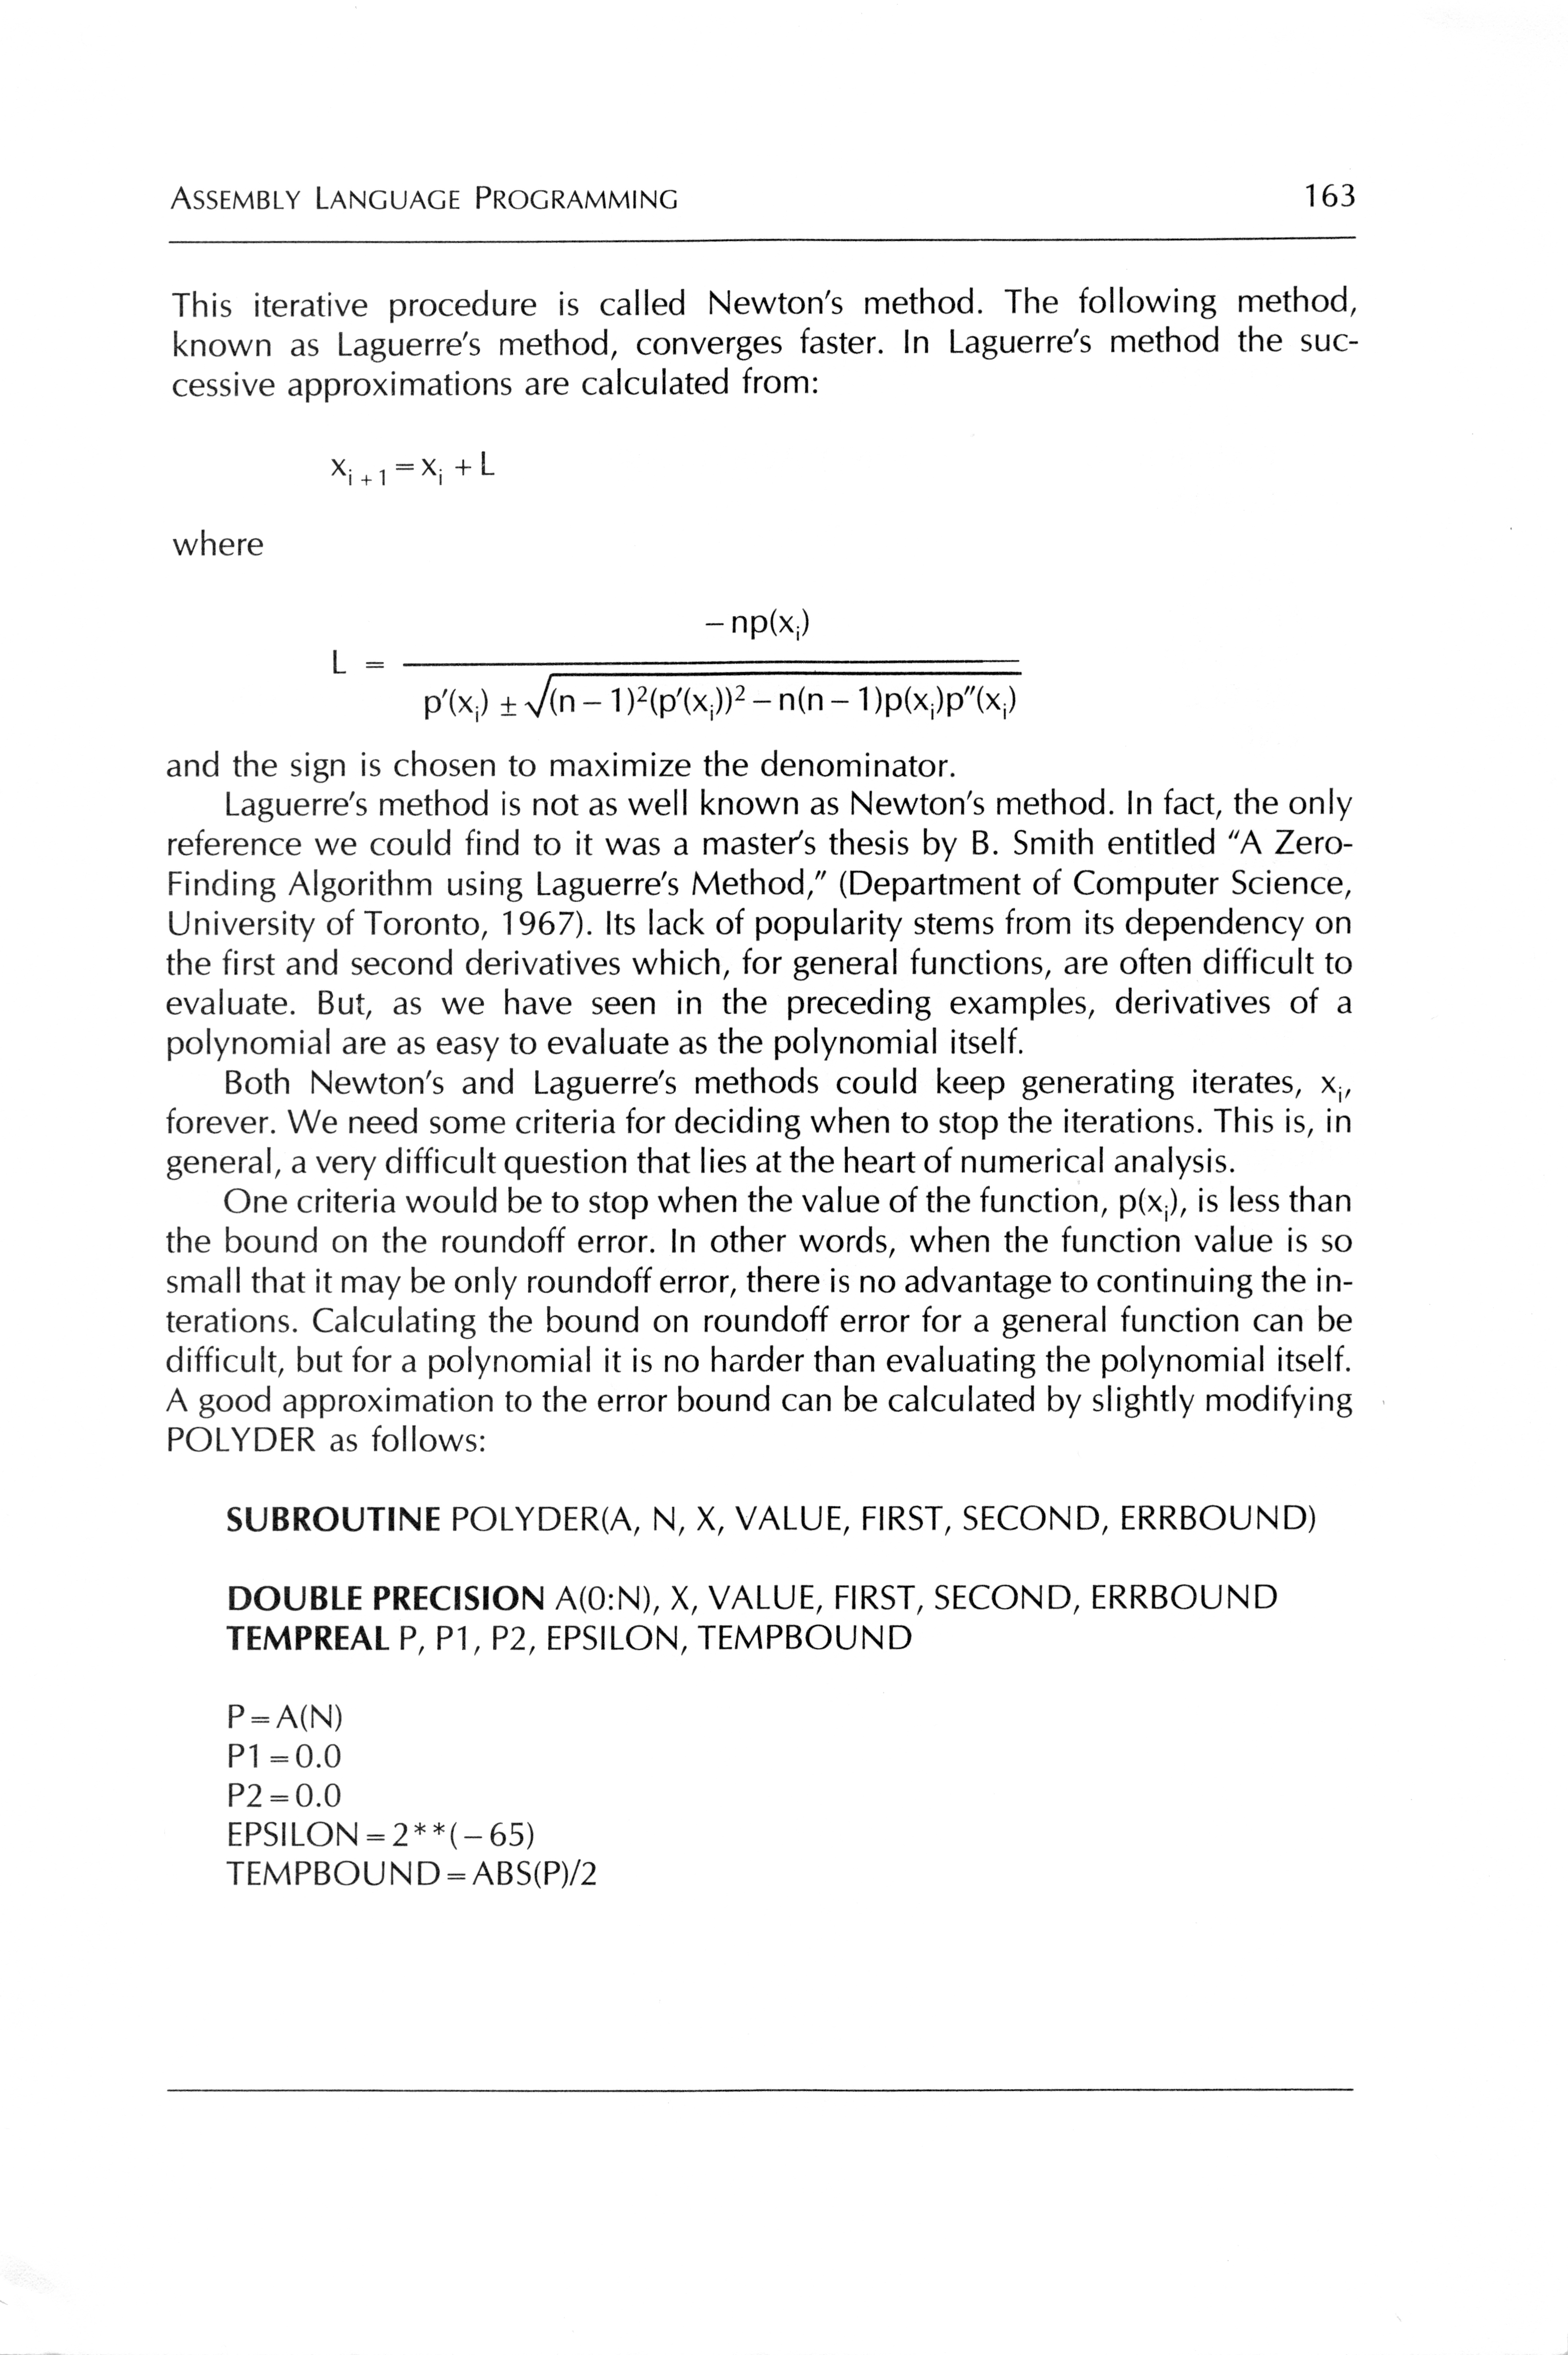 ASSEMBLY LANGUAGE PROGRAMMING 163
This iterative procedure is called Newton's method. The following method,
known as Laguerre's method, converges faster. In Laguerre's method the suc-
cessive approximations are calculated from:
xᵢ₊₁ = xᵢ + L
where
– np(xᵢ)
L =
p′(xᵢ) ± √(n – 1)²(p′(xᵢ))² – n(n – 1)p(xᵢ)p″(xᵢ)
and the sign is chosen to maximize the denominator.
Laguerre's method is not as well known as Newton's method. In fact, the only
reference we could find to it was a master's thesis by B. Smith entitled "A Zero-
Finding Algorithm using Laguerre's Method," (Department of Computer Science,
University of Toronto, 1967). Its lack of popularity stems from its dependency on
the first and second derivatives which, for general functions, are often difficult to
evaluate. But, as we have seen in the preceding examples, derivatives of a
polynomial are as easy to evaluate as the polynomial itself.
Both Newton's and Laguerre's methods could keep generating iterates, xᵢ,
forever. We need some criteria for deciding when to stop the iterations. This is, in
general, a very difficult question that lies at the heart of numerical analysis.
One criteria would be to stop when the value of the function, p(xᵢ), is less than
the bound on the roundoff error. In other words, when the function value is so
small that it may be only roundoff error, there is no advantage to continuing the in-
terations. Calculating the bound on roundoff error for a general function can be
difficult, but for a polynomial it is no harder than evaluating the polynomial itself.
A good approximation to the error bound can be calculated by slightly modifying
POLYDER as follows:
SUBROUTINE POLYDER(A, N, X, VALUE, FIRST, SECOND, ERRBOUND)
DOUBLE PRECISION A(0:N), X, VALUE, FIRST, SECOND, ERRBOUND
TEMPREAL P, P1, P2, EPSILON, TEMPBOUND
P = A(N)
P1 = 0.0
P2 = 0.0
EPSILON = 2**(– 65)
TEMPBOUND = ABS(P)/2